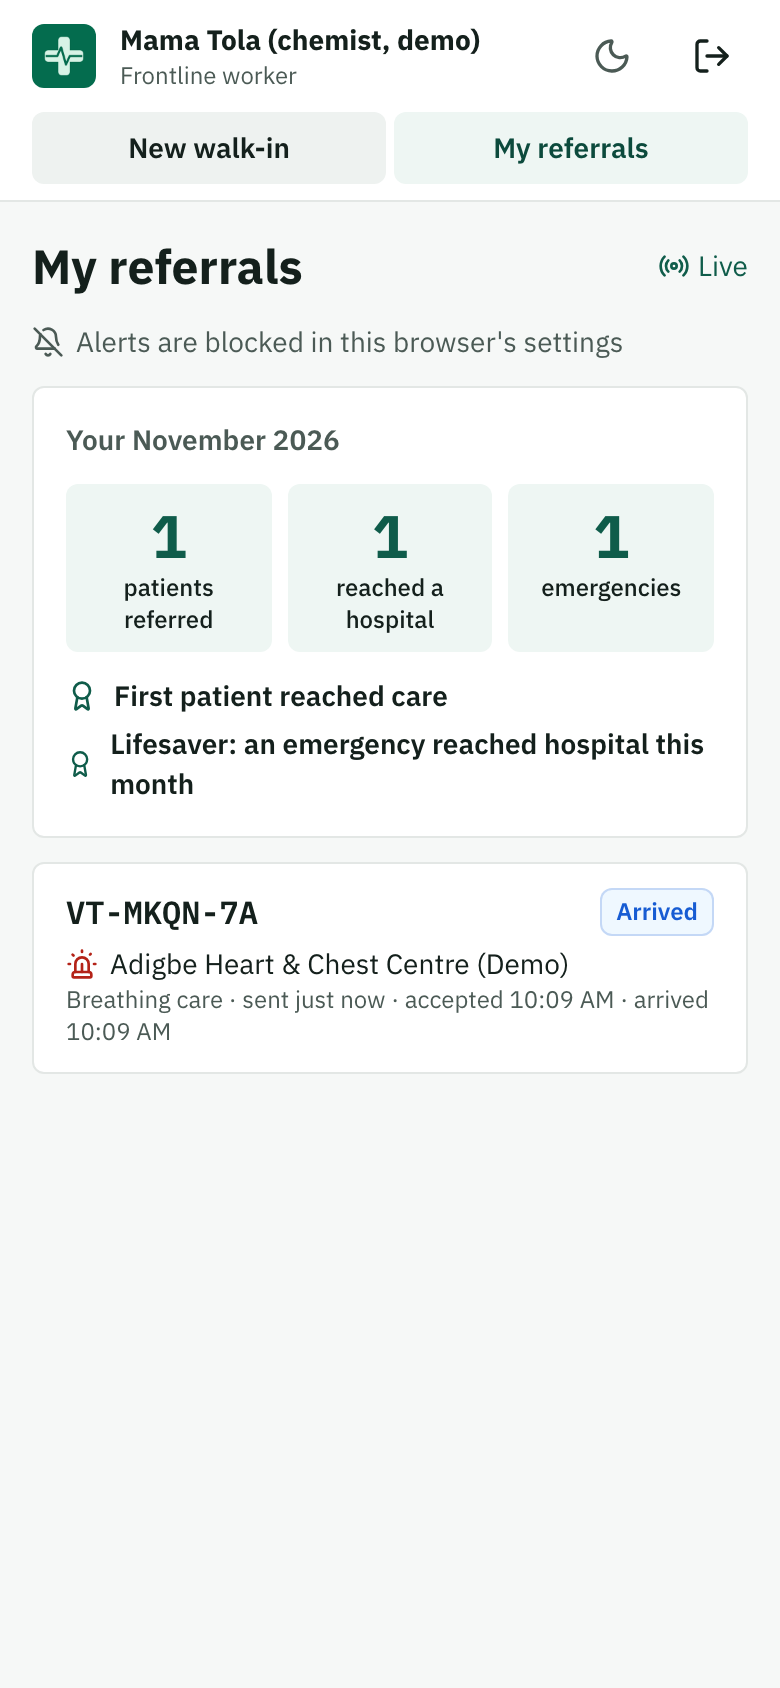 Mama Tola (chemist, demo)
Frontline worker
New walk-in
My referrals
My referrals
Live
Alerts are blocked in this browser's settings
Your November 2026
1
patients
referred
1
reached a
hospital
1
emergencies
First patient reached care
Lifesaver: an emergency reached hospital this
month
VT-MKQN-7A
Arrived
Adigbe Heart & Chest Centre (Demo)
Breathing care · sent just now · accepted 10:09 AM · arrived
10:09 AM